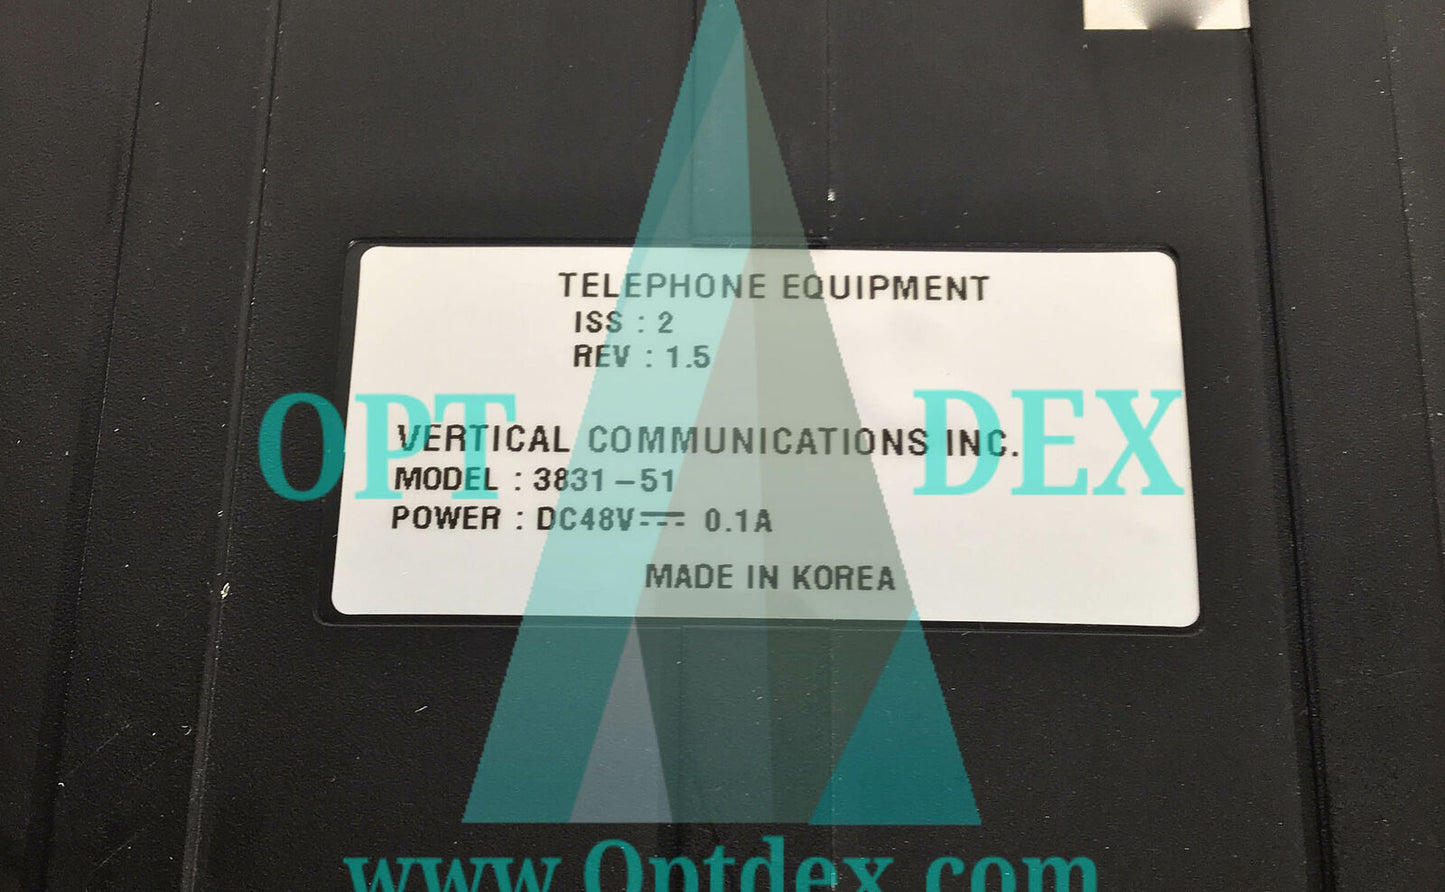 TELEPHONE EQUIPMENT
ISS : 2
REV : 1.5
OPT DEX
VERTICAL COMMUNICATIONS INC.
MODEL : 3831-51
POWER : DC48V⎓ 0.1A
MADE IN KOREA
www.Optdex.com